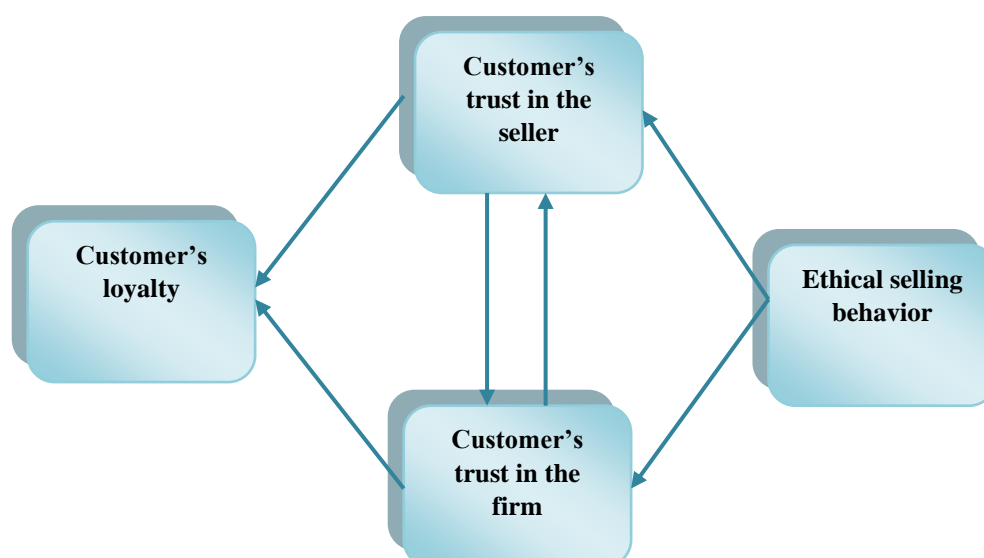 Customer’s
trust in the
seller
Customer’s
loyalty
Ethical selling
behavior
Customer’s
trust in the
firm